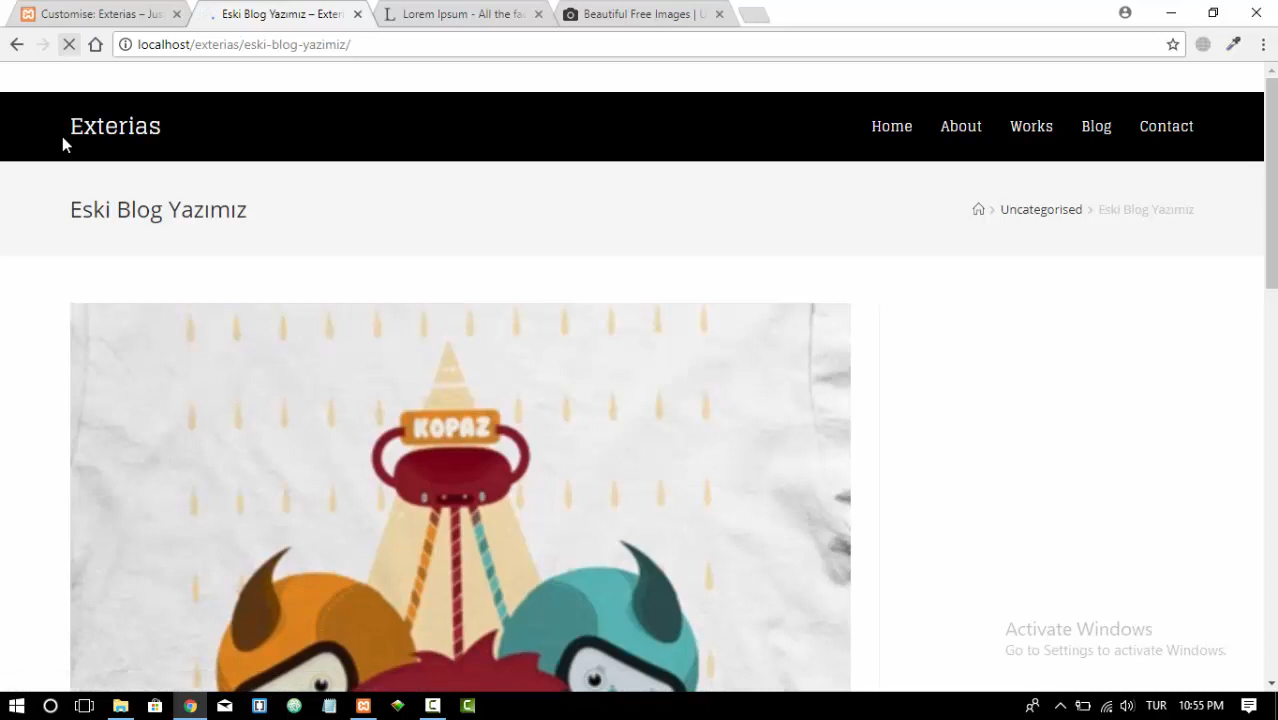 Customise: Exterias – Jus
Eski Blog Yazımız – Exteri
Lorem Ipsum - All the fac
Beautiful Free Images | U
localhost/exterias/eski-blog-yazimiz/
Exterias
Home
About
Works
Blog
Contact
Eski Blog Yazımız
Uncategorised
Eski Blog Yazımız
KOPAZ
Activate Windows
Go to Settings to activate Windows.
TUR
10:55 PM